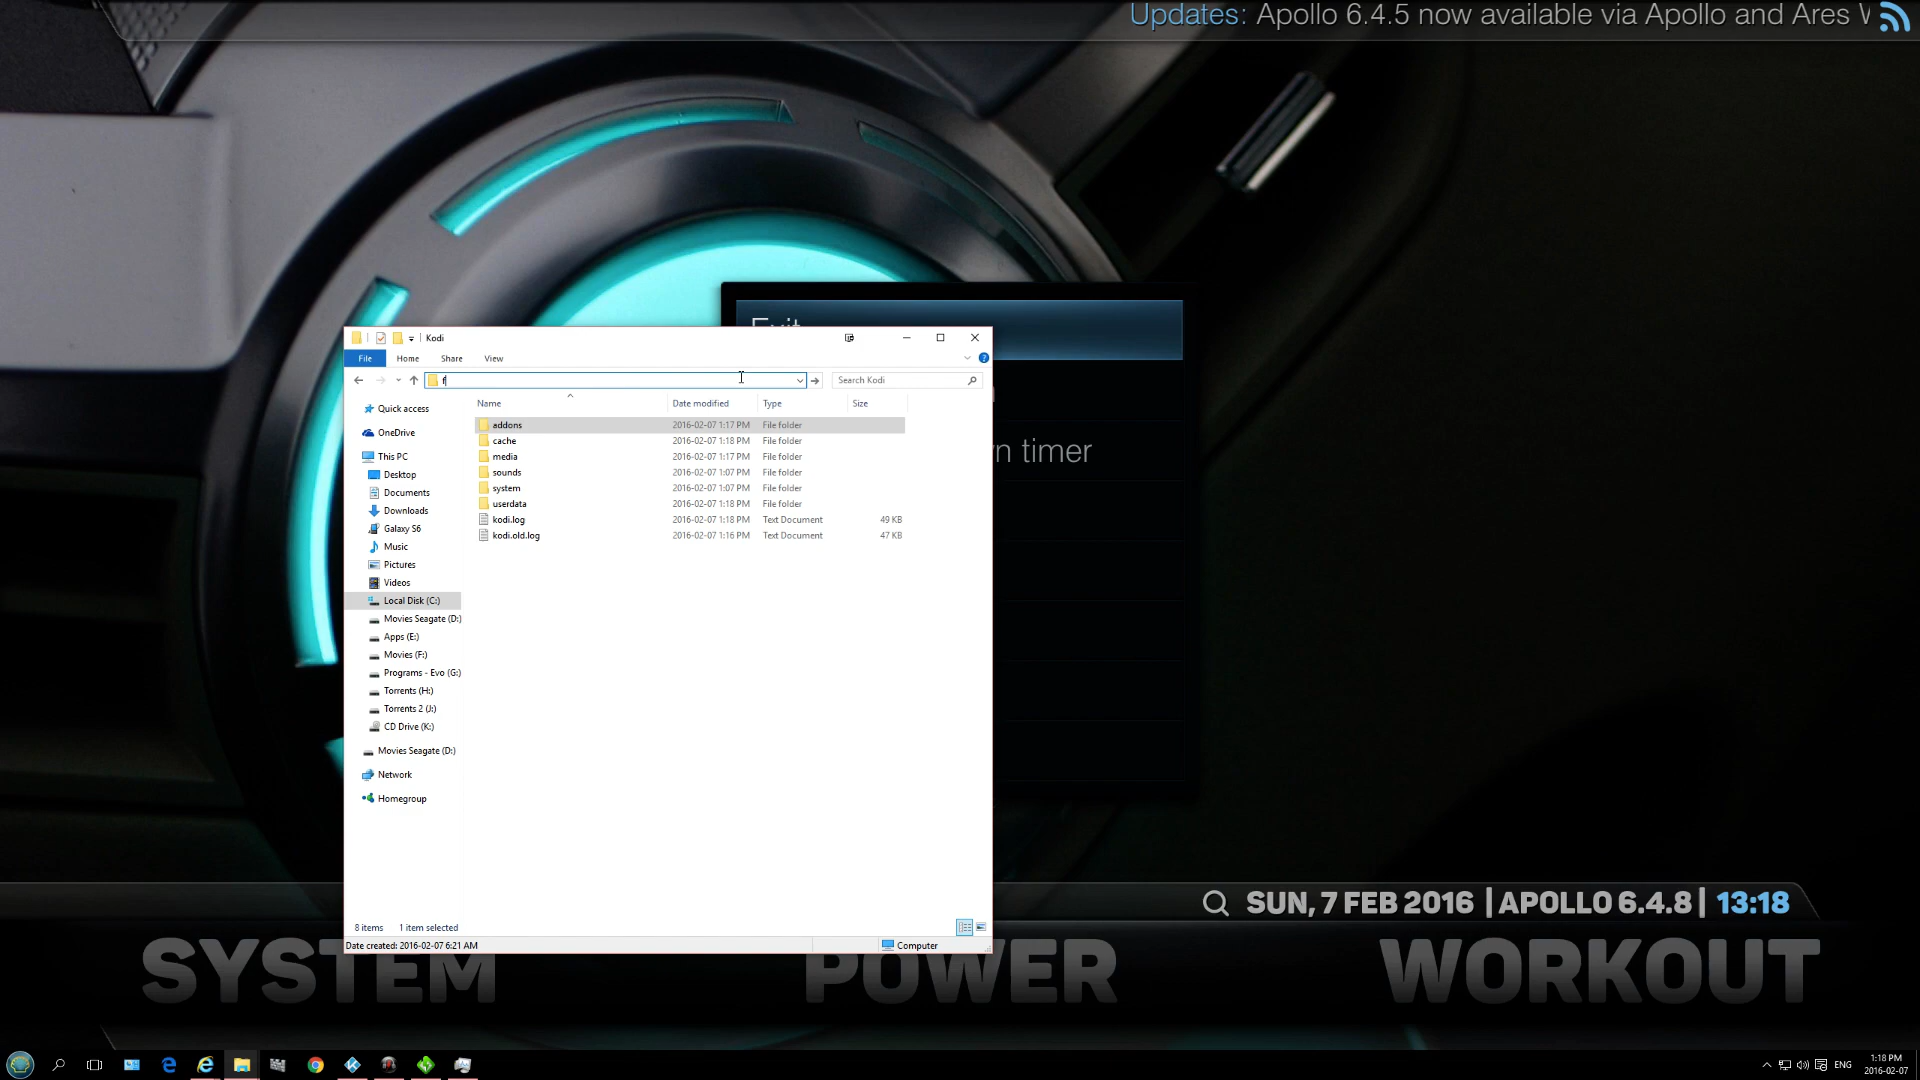 Updates: Apollo 6.4.5 now available via Apollo and Ares
Exit
n timer
Kodi
File Home Share View
f
Search Kodi
Name Date modified Type Size
Quick access
OneDrive
This PC
Desktop
Documents
Downloads
Galaxy S6
Music
Pictures
Videos
Local Disk (C:)
Movies Seagate (D:)
Apps (E:)
Movies (F:)
Programs - Evo (G:)
Torrents (H:)
Torrents 2 (J:)
CD Drive (K:)
Movies Seagate (D:)
Network
Homegroup
addons 2016-02-07 1:17 PM File folder
cache 2016-02-07 1:18 PM File folder
media 2016-02-07 1:17 PM File folder
sounds 2016-02-07 1:07 PM File folder
system 2016-02-07 1:07 PM File folder
userdata 2016-02-07 1:18 PM File folder
kodi.log 2016-02-07 1:18 PM Text Document 49 KB
kodi.old.log 2016-02-07 1:16 PM Text Document 47 KB
8 items 1 item selected
Date created: 2016-02-07 6:21 AM Computer
SUN, 7 FEB 2016 | APOLLO 6.4.8 | 13:18
SYSTEM POWER WORKOUT
ENG
1:18 PM
2016-02-07